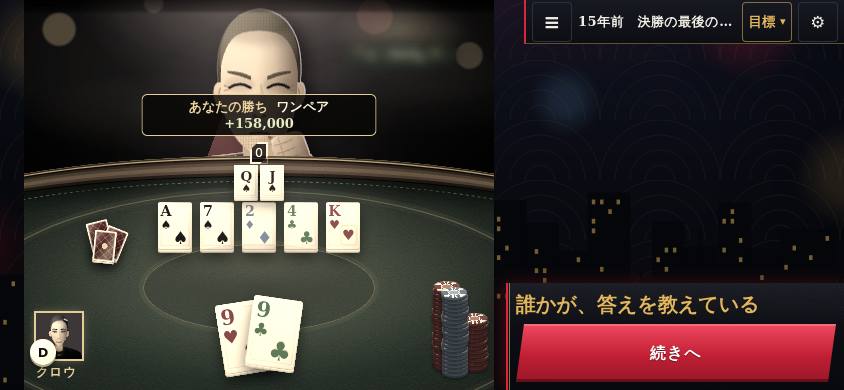 15年前 決勝の最後の…
目標 ▾
あなたの勝ち ワンペア
+158,000
0
Q J
A 7 2 4 K
9 9
D
クロウ
誰かが、答えを教えている
続きへ